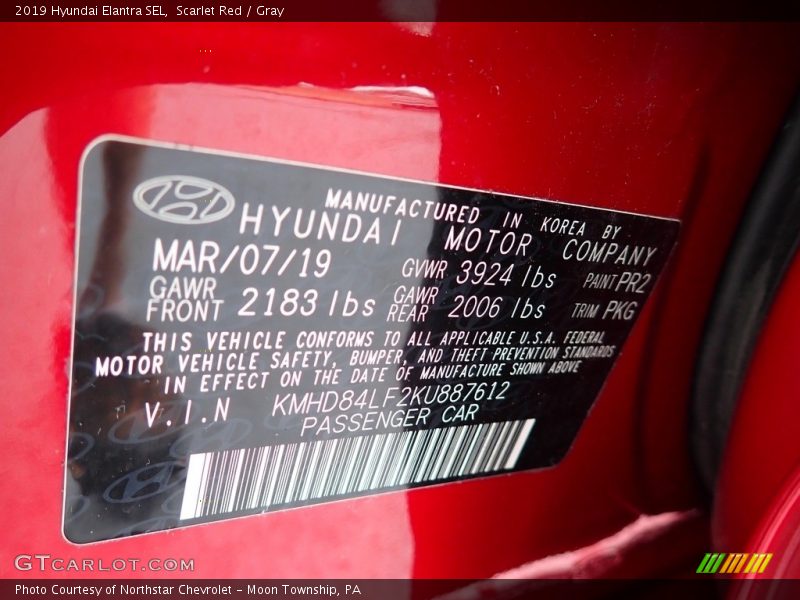 2019 Hyundai Elantra SEL, Scarlet Red / Gray
MANUFACTURED IN KOREA BY
HYUNDAI MOTOR COMPANY
MAR/07/19 GVWR 3924 lbs PAINT PR2
GAWR FRONT 2183 lbs GAWR REAR 2006 lbs TRIM PKG
THIS VEHICLE CONFORMS TO ALL APPLICABLE U.S.A. FEDERAL
MOTOR VEHICLE SAFETY, BUMPER, AND THEFT PREVENTION STANDARDS
IN EFFECT ON THE DATE OF MANUFACTURE SHOWN ABOVE
V.I.N KMHD84LF2KU887612
PASSENGER CAR
GTCARLOT.COM
Photo Courtesy of Northstar Chevrolet - Moon Township, PA